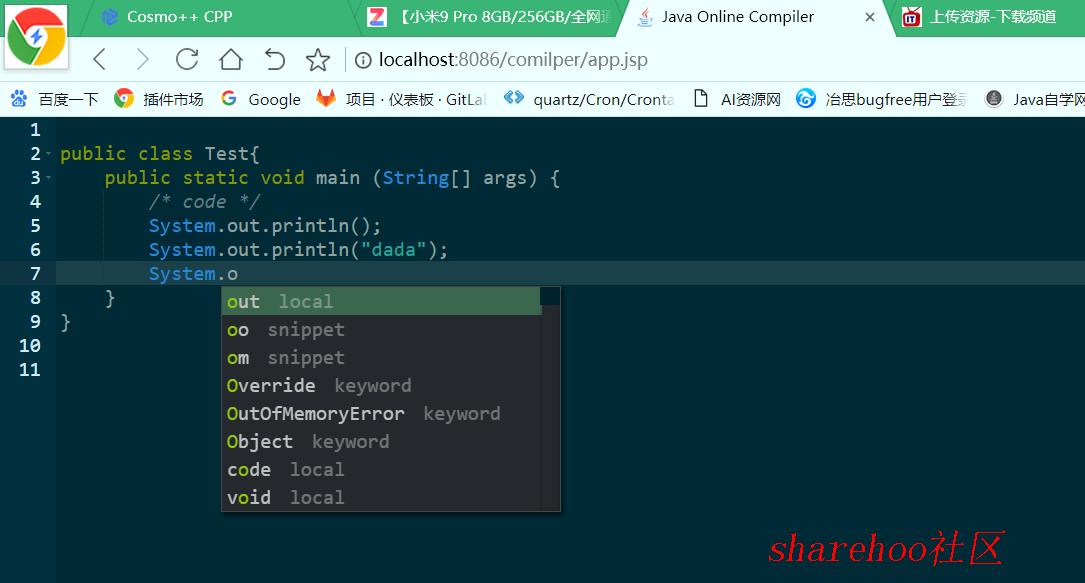 Cosmo++ CPP
【小米9 Pro 8GB/256GB/全网通
Java Online Compiler
上传资源-下载频道
localhost:8086/comilper/app.jsp
百度一下 插件市场 Google 项目 · 仪表板 · GitLab quartz/Cron/Cronta AI资源网 冶思bugfree用户登录 Java自学网
1
2 public class Test{
3 public static void main (String[] args) {
4 /* code */
5 System.out.println();
6 System.out.println("dada");
7 System.o
8 }
9 }
10
11
out local
oo snippet
om snippet
Override keyword
OutOfMemoryError keyword
Object keyword
code local
void local
sharehoo社区